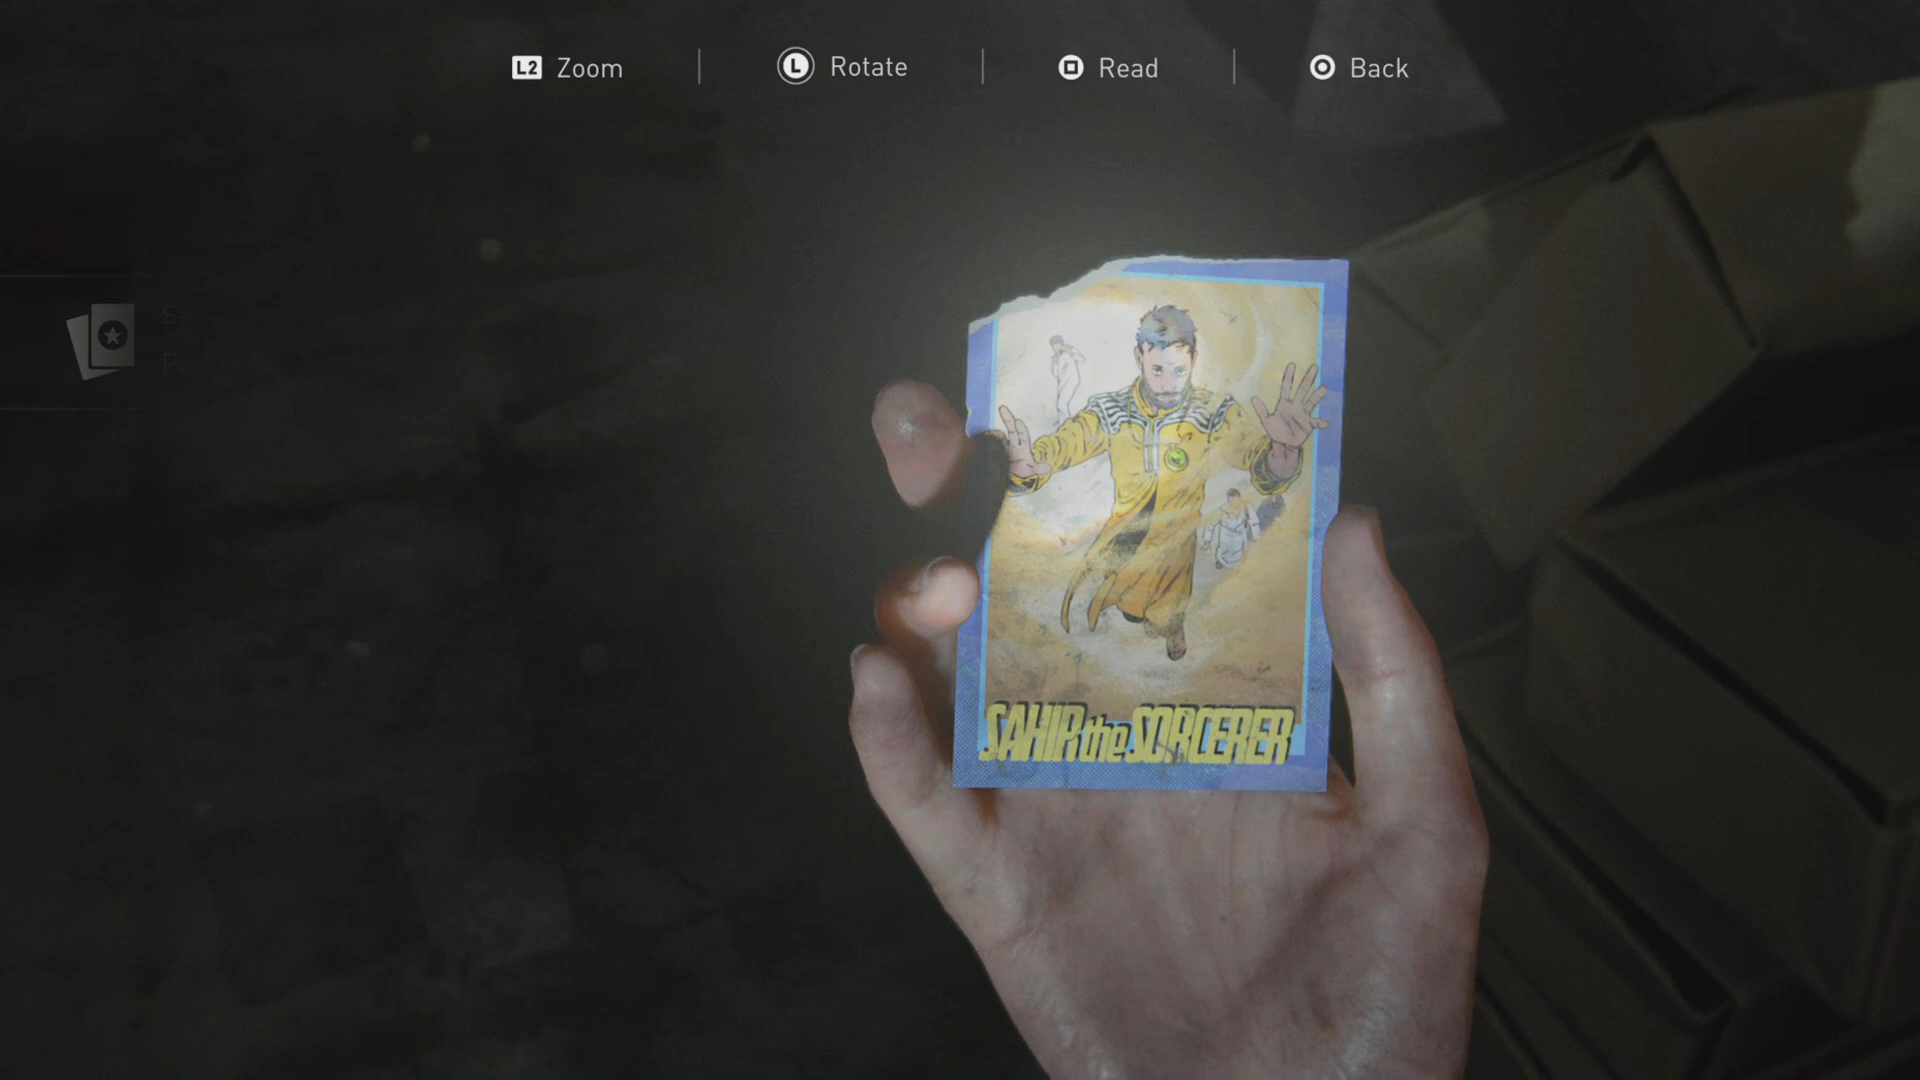 L2 Zoom
L Rotate
Read
Back
SAHIR the SORCERER